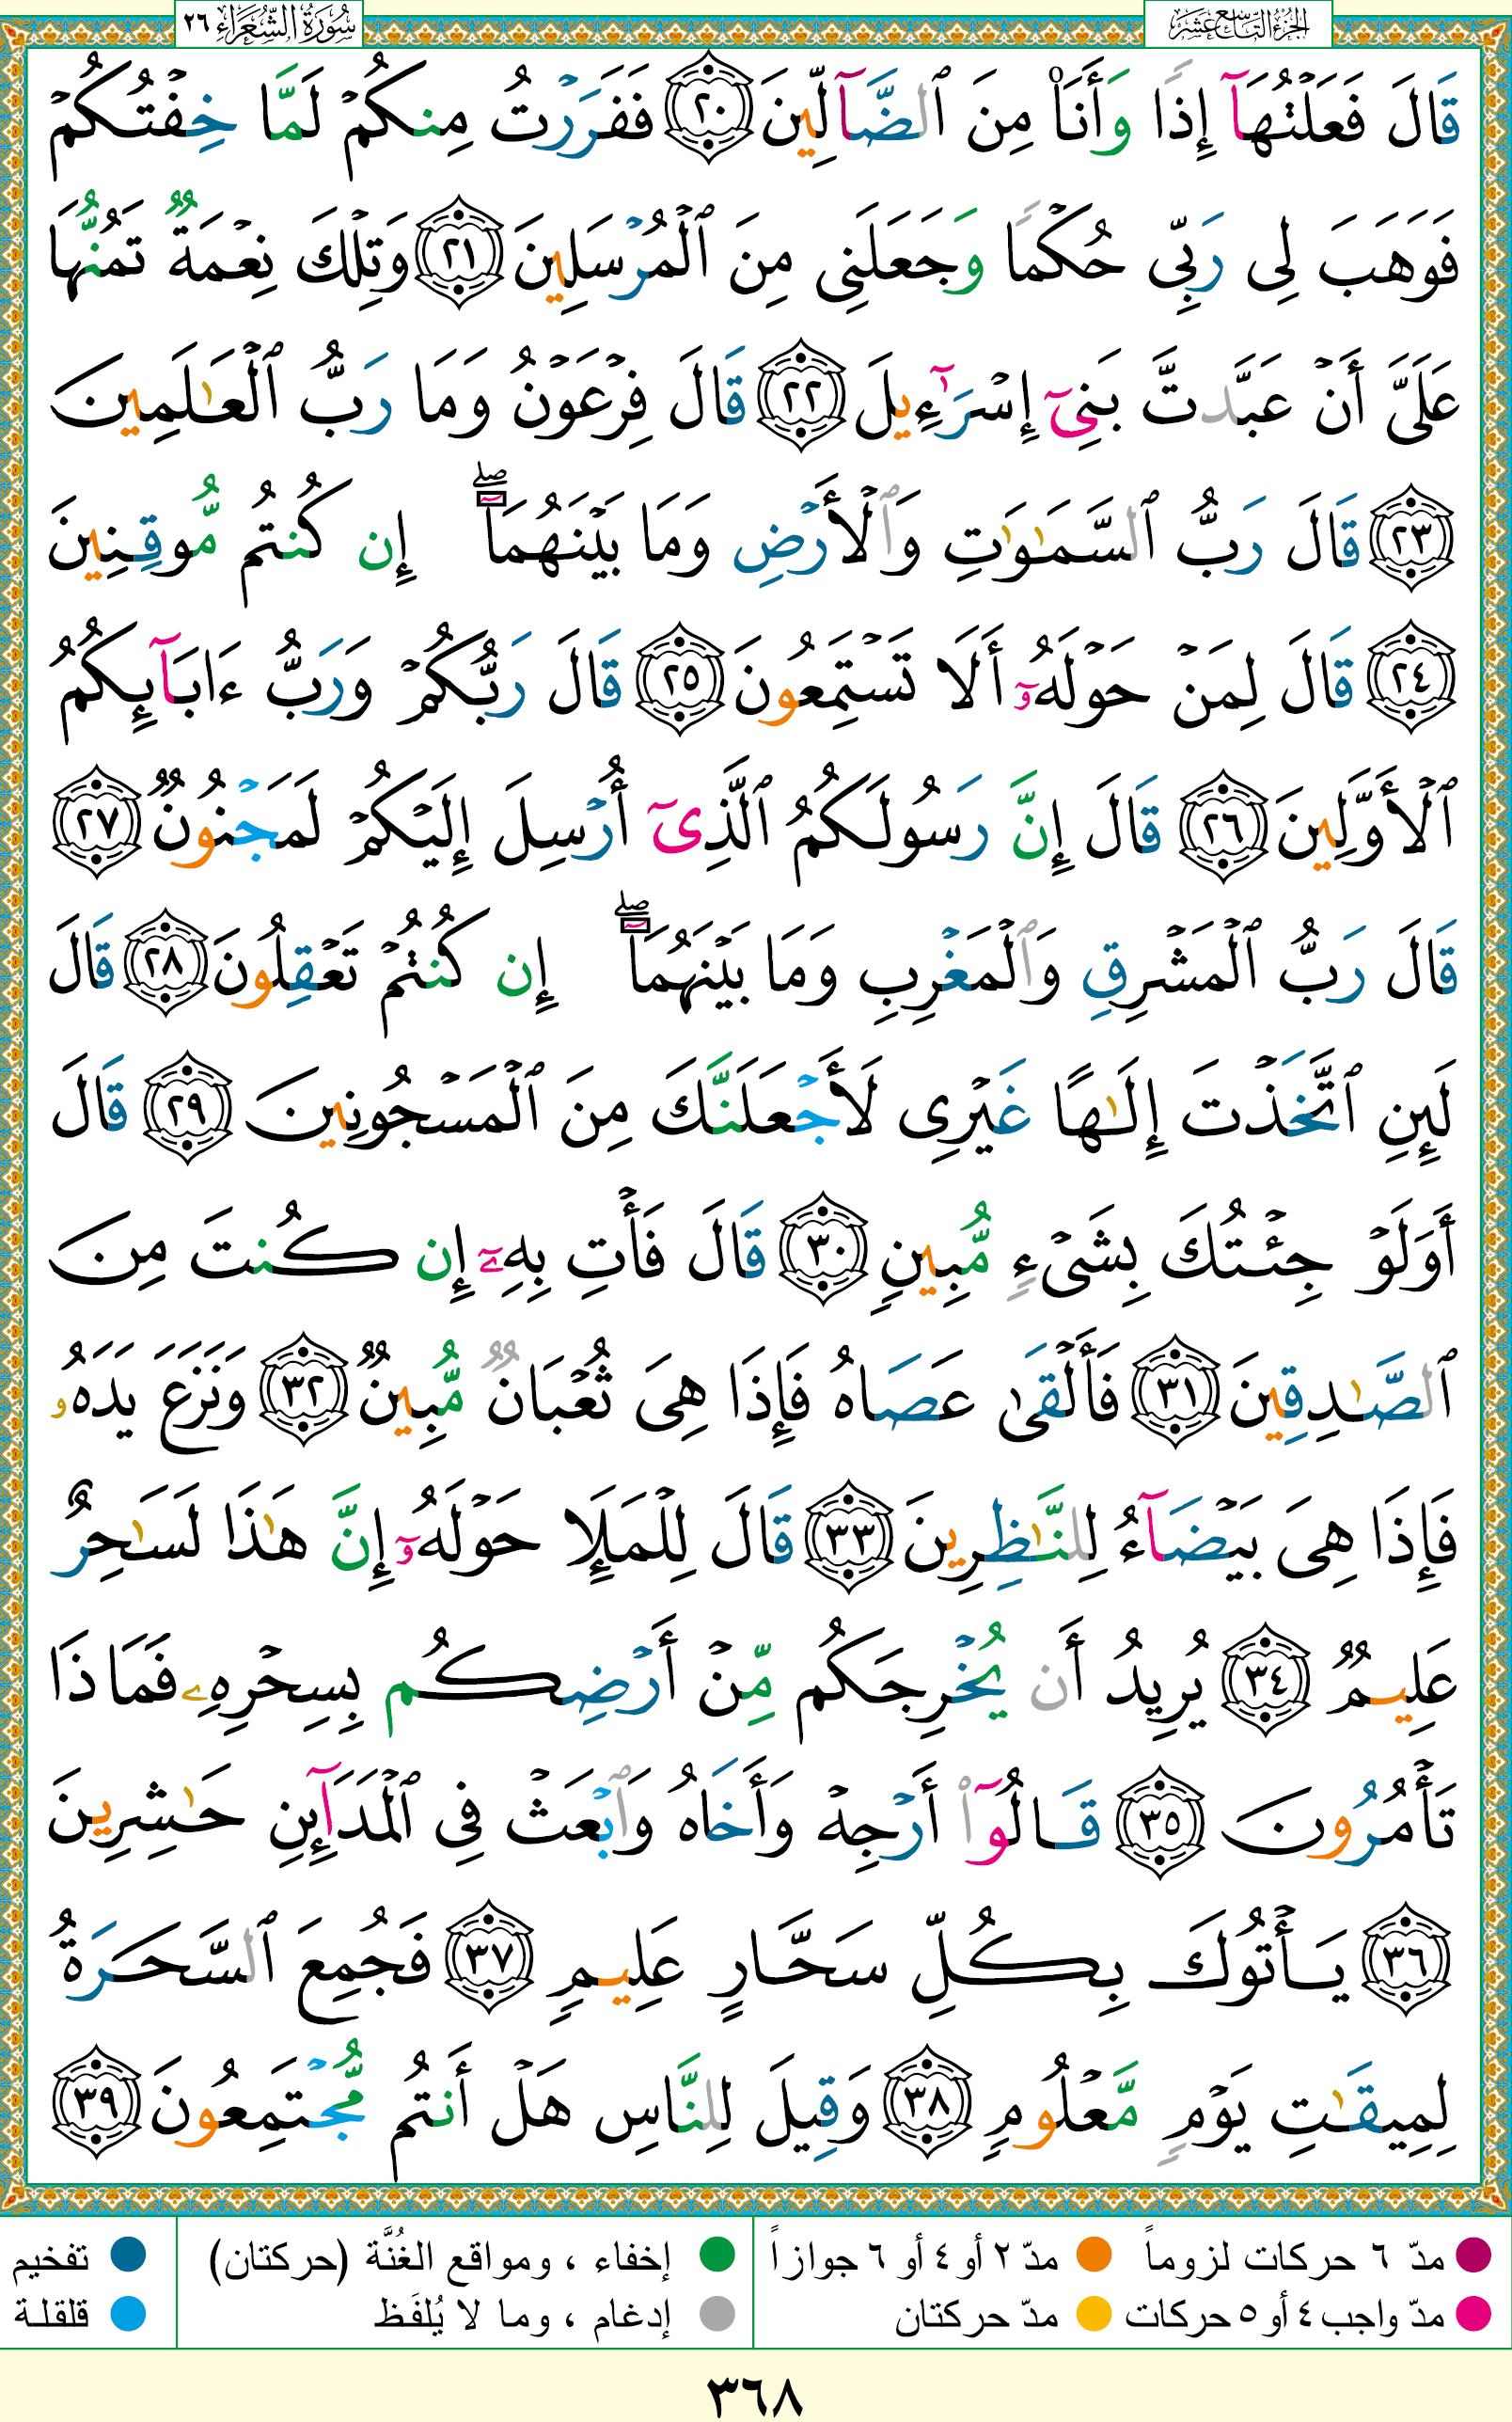 الجزء التاسع عشر
سورة الشعراء ٢٦
قَالَ فَعَلْتُهَآ إِذًا وَأَنَا۠ مِنَ ٱلضَّآلِّينَ ٢٠ فَفَرَرْتُ مِنكُمْ لَمَّا خِفْتُكُمْ
فَوَهَبَ لِى رَبِّى حُكْمًا وَجَعَلَنِى مِنَ ٱلْمُرْسَلِينَ ٢١ وَتِلْكَ نِعْمَةٌ تَمُنُّهَا
عَلَىَّ أَنْ عَبَّدتَّ بَنِىٓ إِسْرَٰٓءِيلَ ٢٢ قَالَ فِرْعَوْنُ وَمَا رَبُّ ٱلْعَٰلَمِينَ
٢٣ قَالَ رَبُّ ٱلسَّمَٰوَٰتِ وَٱلْأَرْضِ وَمَا بَيْنَهُمَآ ۖ إِن كُنتُم مُّوقِنِينَ
٢٤ قَالَ لِمَنْ حَوْلَهُۥٓ أَلَا تَسْتَمِعُونَ ٢٥ قَالَ رَبُّكُمْ وَرَبُّ ءَابَآئِكُمُ
ٱلْأَوَّلِينَ ٢٦ قَالَ إِنَّ رَسُولَكُمُ ٱلَّذِىٓ أُرْسِلَ إِلَيْكُمْ لَمَجْنُونٌ ٢٧
قَالَ رَبُّ ٱلْمَشْرِقِ وَٱلْمَغْرِبِ وَمَا بَيْنَهُمَآ ۖ إِن كُنتُمْ تَعْقِلُونَ ٢٨ قَالَ
لَئِنِ ٱتَّخَذْتَ إِلَٰهًا غَيْرِى لَأَجْعَلَنَّكَ مِنَ ٱلْمَسْجُونِينَ ٢٩ قَالَ
أَوَلَوْ جِئْتُكَ بِشَىْءٍ مُّبِينٍ ٣٠ قَالَ فَأْتِ بِهِۦٓ إِن كُنتَ مِنَ
ٱلصَّٰدِقِينَ ٣١ فَأَلْقَىٰ عَصَاهُ فَإِذَا هِىَ ثُعْبَانٌ مُّبِينٌ ٣٢ وَنَزَعَ يَدَهُۥ
فَإِذَا هِىَ بَيْضَآءُ لِلنَّٰظِرِينَ ٣٣ قَالَ لِلْمَلَإِ حَوْلَهُۥٓ إِنَّ هَٰذَا لَسَٰحِرٌ
عَلِيمٌ ٣٤ يُرِيدُ أَن يُخْرِجَكُم مِّنْ أَرْضِكُم بِسِحْرِهِۦ فَمَاذَا
تَأْمُرُونَ ٣٥ قَالُوٓا۟ أَرْجِهْ وَأَخَاهُ وَٱبْعَثْ فِى ٱلْمَدَآئِنِ حَٰشِرِينَ
٣٦ يَأْتُوكَ بِكُلِّ سَحَّارٍ عَلِيمٍ ٣٧ فَجُمِعَ ٱلسَّحَرَةُ
لِمِيقَٰتِ يَوْمٍ مَّعْلُومٍ ٣٨ وَقِيلَ لِلنَّاسِ هَلْ أَنتُم مُّجْتَمِعُونَ ٣٩
مدّ ٦ حركات لزوماً مدّ ٢ أو ٤ أو ٦ جوازاً إخفاء ، ومواقع الغُنَّة (حركتان) تفخيم
مدّ واجب ٤ أو ٥ حركات مدّ حركتان إدغام ، وما لا يُلفَظ قلقلة
٣٦٨